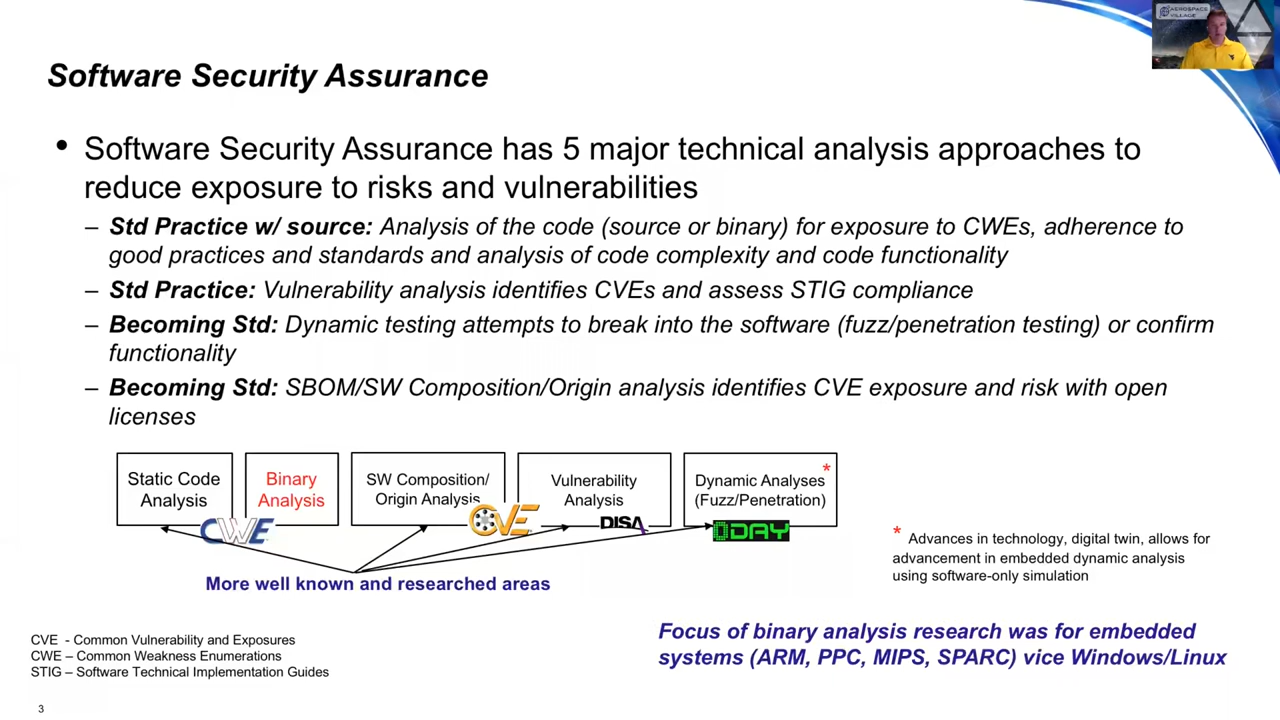 AEROSPACE
VILLAGE
Software Security Assurance
• Software Security Assurance has 5 major technical analysis approaches to
reduce exposure to risks and vulnerabilities
– Std Practice w/ source: Analysis of the code (source or binary) for exposure to CWEs, adherence to
good practices and standards and analysis of code complexity and code functionality
– Std Practice: Vulnerability analysis identifies CVEs and assess STIG compliance
– Becoming Std: Dynamic testing attempts to break into the software (fuzz/penetration testing) or confirm
functionality
– Becoming Std: SBOM/SW Composition/Origin analysis identifies CVE exposure and risk with open
licenses
Static Code
Analysis
Binary
Analysis
SW Composition/
Origin Analysis
Vulnerability
Analysis
Dynamic Analyses *
(Fuzz/Penetration)
CWE
CVE
DISA
0DAY
More well known and researched areas
* Advances in technology, digital twin, allows for
advancement in embedded dynamic analysis
using software-only simulation
CVE - Common Vulnerability and Exposures
CWE – Common Weakness Enumerations
STIG – Software Technical Implementation Guides
Focus of binary analysis research was for embedded
systems (ARM, PPC, MIPS, SPARC) vice Windows/Linux
3